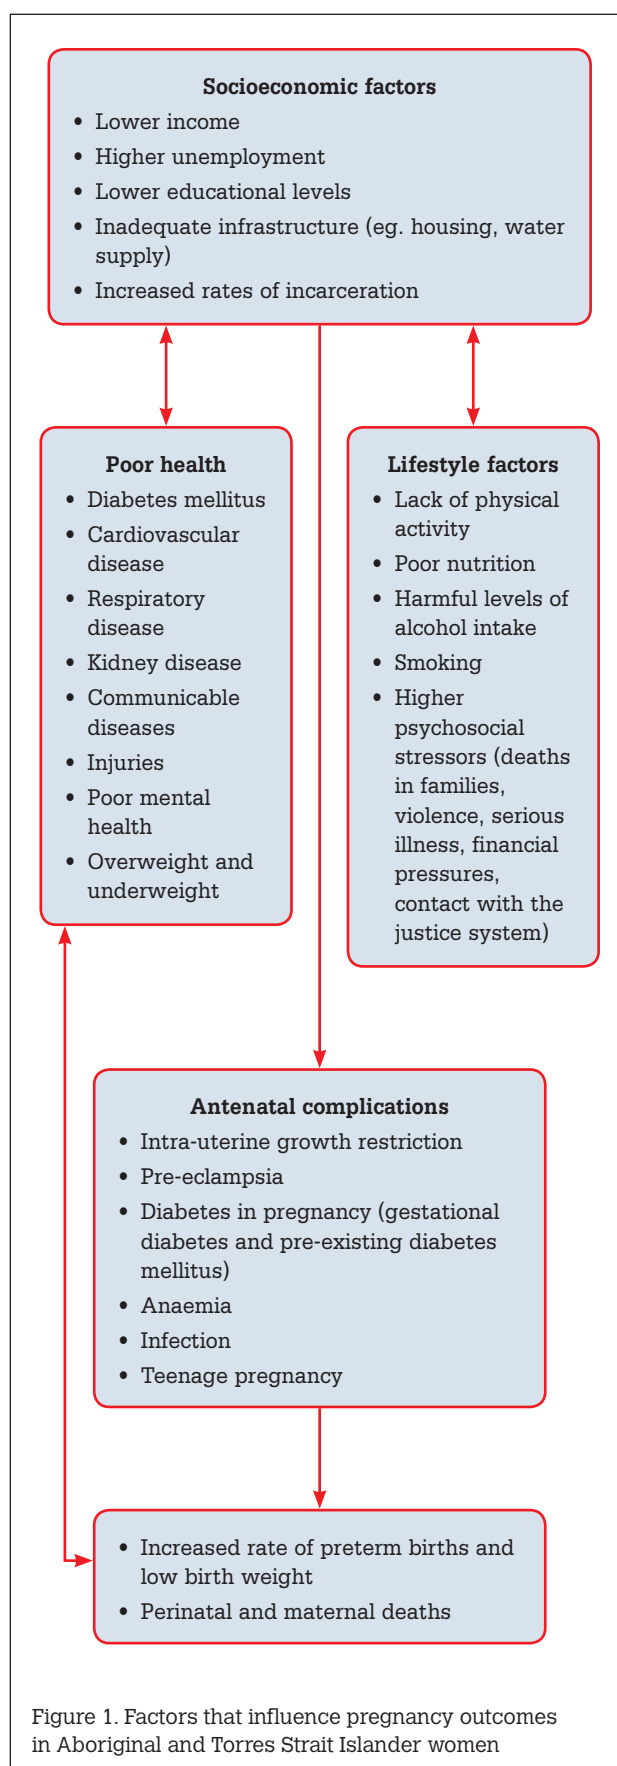 Socioeconomic factors
• Lower income
• Higher unemployment
• Lower educational levels
• Inadequate infrastructure (eg. housing, water
supply)
• Increased rates of incarceration
Poor health
• Diabetes mellitus
• Cardiovascular
disease
• Respiratory
disease
• Kidney disease
• Communicable
diseases
• Injuries
• Poor mental
health
• Overweight and
underweight
Lifestyle factors
• Lack of physical
activity
• Poor nutrition
• Harmful levels of
alcohol intake
• Smoking
• Higher
psychosocial
stressors (deaths
in families,
violence, serious
illness, financial
pressures,
contact with the
justice system)
Antenatal complications
• Intra-uterine growth restriction
• Pre-eclampsia
• Diabetes in pregnancy (gestational
diabetes and pre-existing diabetes
mellitus)
• Anaemia
• Infection
• Teenage pregnancy
• Increased rate of preterm births and
low birth weight
• Perinatal and maternal deaths
Figure 1. Factors that influence pregnancy outcomes
in Aboriginal and Torres Strait Islander women